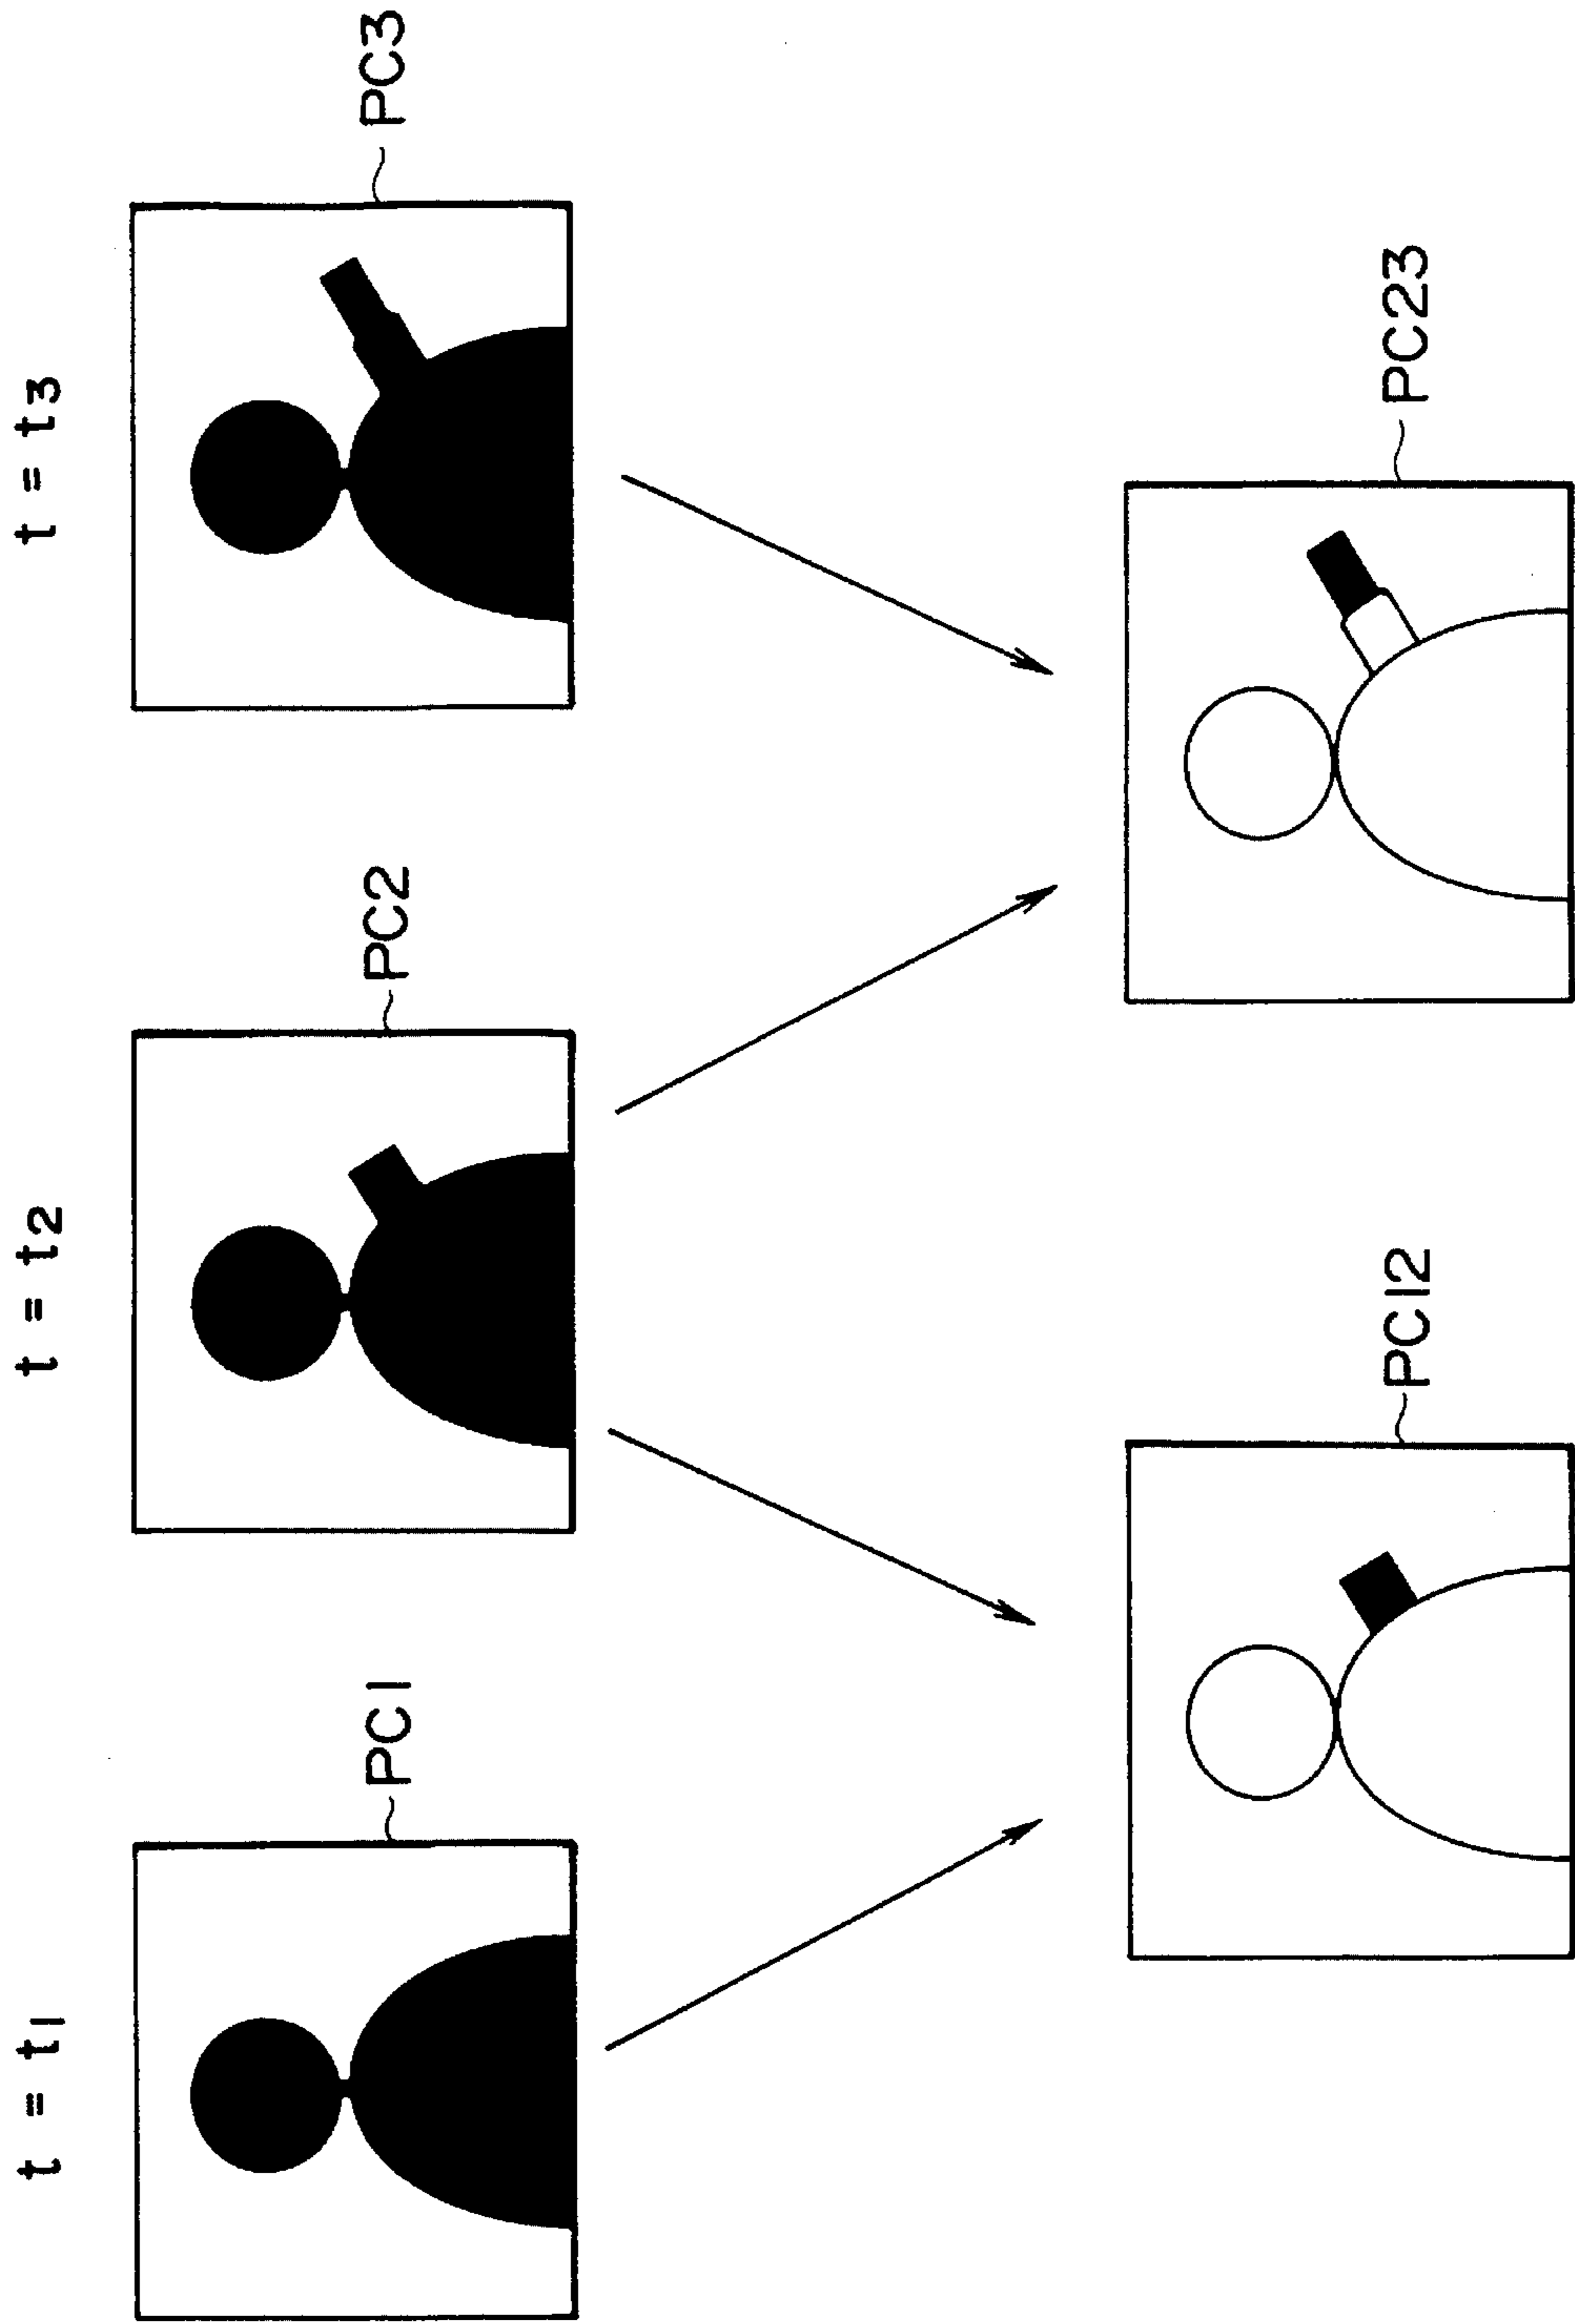 t = t1
t = t2
t = t3
PC1
PC2
PC3
PC12
PC23